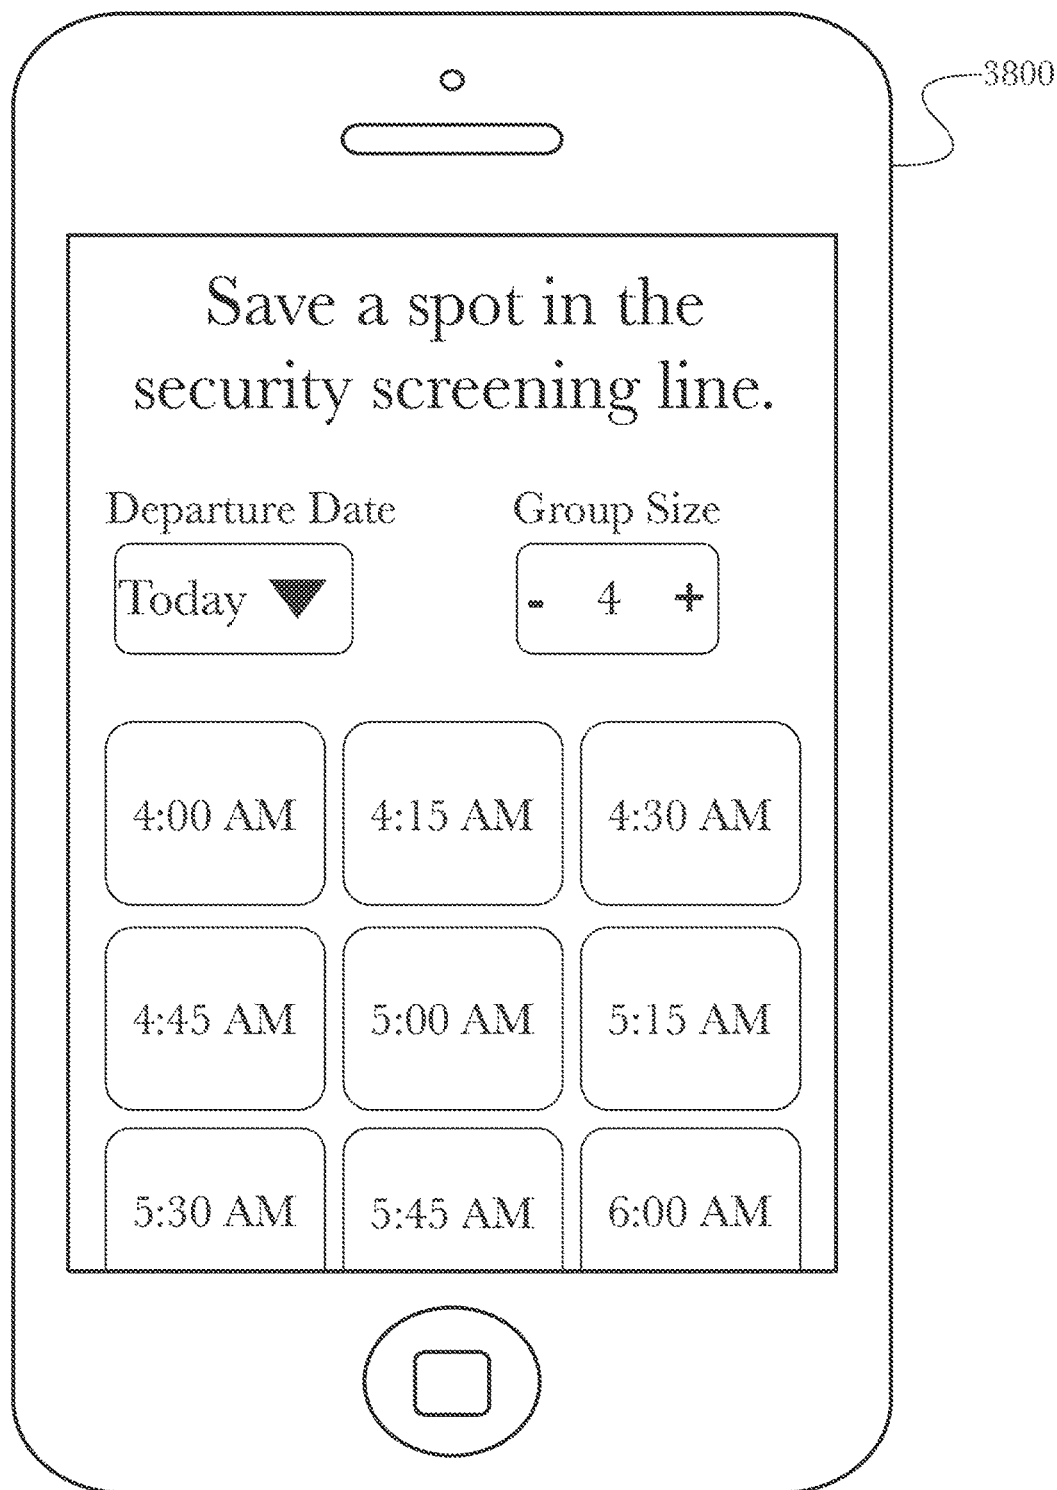 3800
Save a spot in the
security screening line.
Departure Date Group Size
Today - 4 +
4:00 AM 4:15 AM 4:30 AM
4:45 AM 5:00 AM 5:15 AM
5:30 AM 5:45 AM 6:00 AM